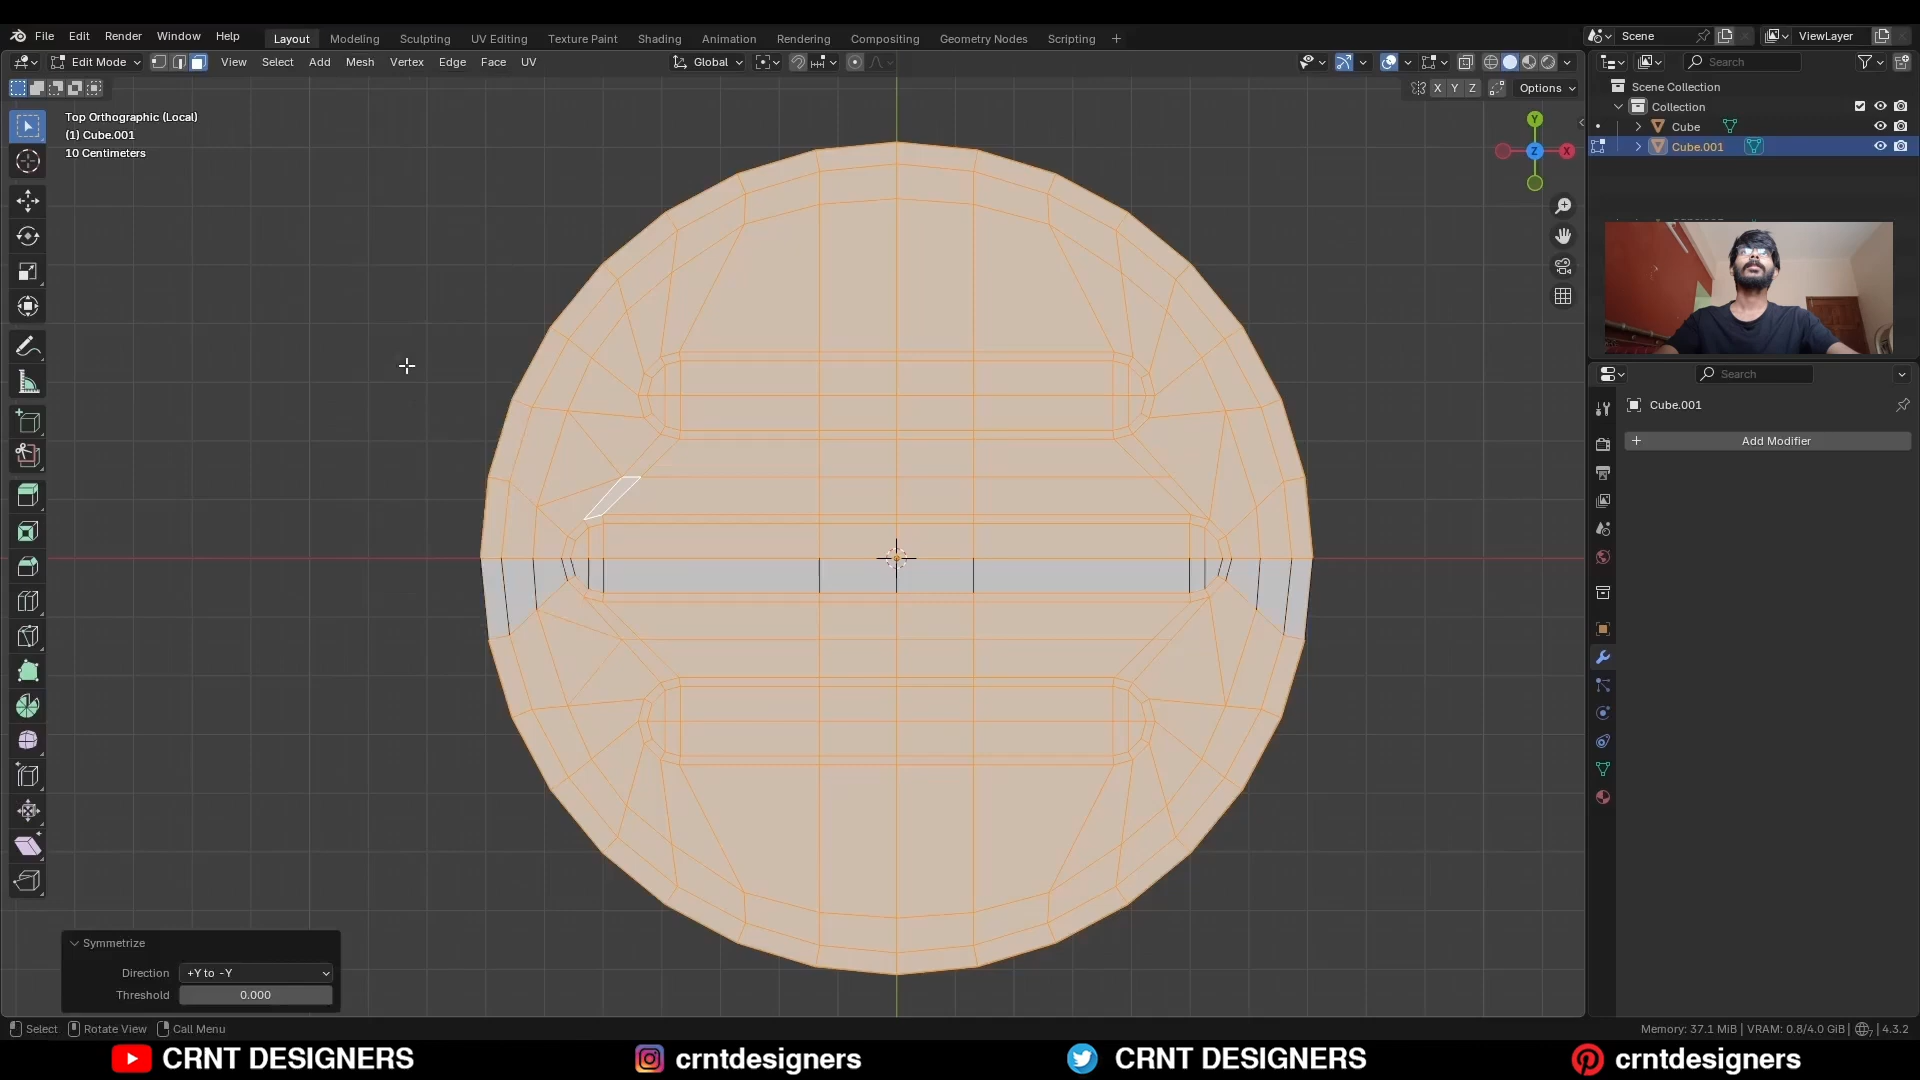 File Edit Render Window Help Layout Modeling Sculpting UV Editing Texture Paint Shading Animation Rendering Compositing Geometry Nodes Scripting + Scene ViewLayer
Edit Mode View Select Add Mesh Vertex Edge Face UV Global Search
X Y Z Options
Top Orthographic (Local)
(1) Cube.001
10 Centimeters
Y
Z
X
Scene Collection
Collection
Cube
Cube.001
Search
Cube.001
+ Add Modifier
Symmetrize
Direction +Y to -Y
Threshold 0.000
Select Rotate View Call Menu Memory: 37.1 MiB | VRAM: 0.8/4.0 GiB | 4.3.2
CRNT DESIGNERS crntdesigners CRNT DESIGNERS crntdesigners